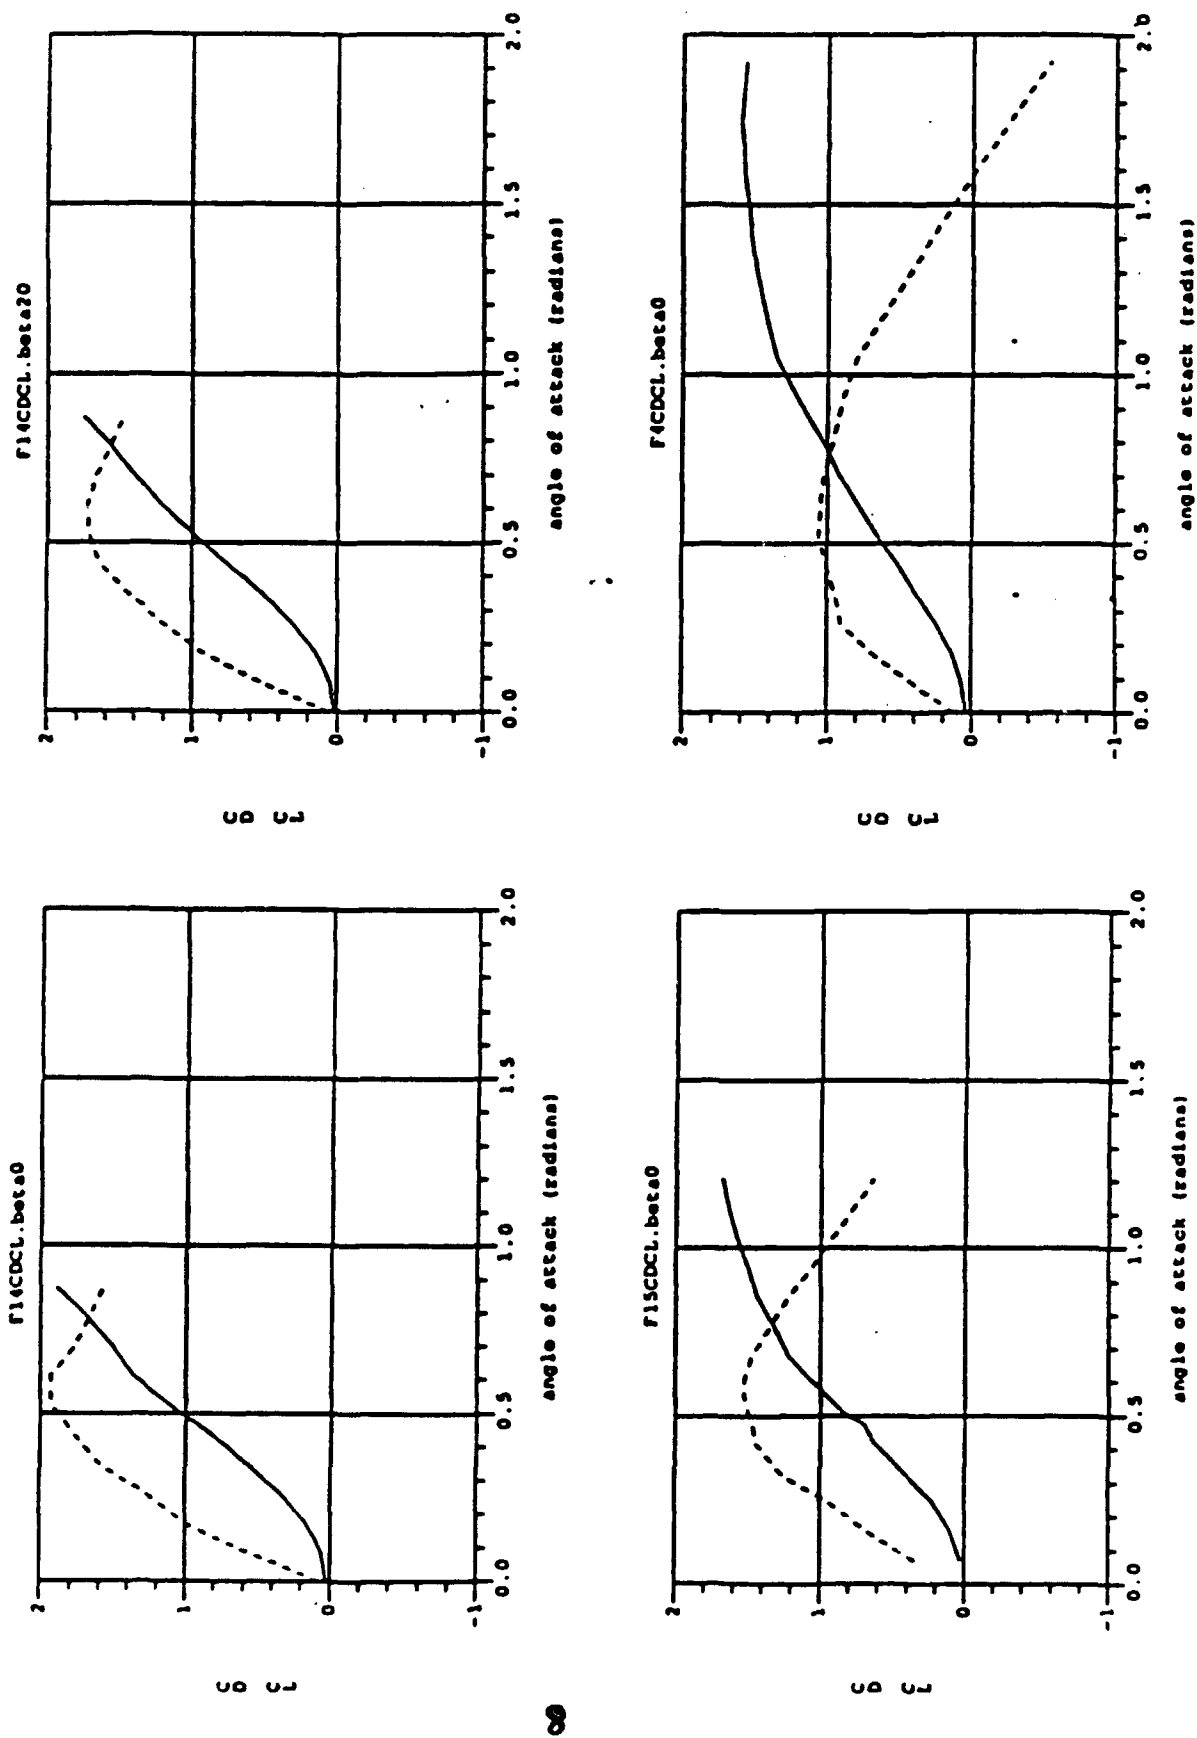 F14CDCL.beta0
2
1
0
-1
C
D
C
L
0.0 0.5 1.0 1.5 2.0
angle of attack (radians)
F14CDCL.beta20
2
1
0
-1
C
D
C
L
0.0 0.5 1.0 1.5 2.0
angle of attack (radians)
F15CDCL.beta0
2
1
0
-1
C
D
C
L
0.0 0.5 1.0 1.5 2.0
angle of attack (radians)
F4CDCL.beta0
2
1
0
-1
C
D
C
L
0.0 0.5 1.0 1.5 2.0
angle of attack (radians)
8